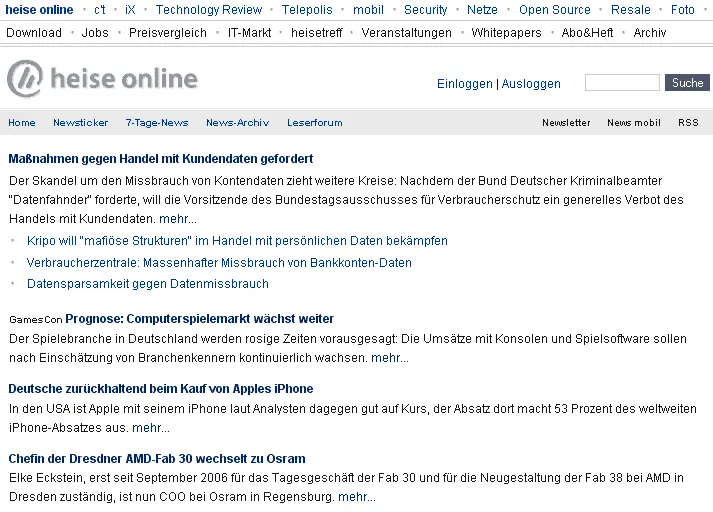 heise online • c't • iX • Technology Review • Telepolis • mobil • Security • Netze • Open Source • Resale • Foto •
Download • Jobs • Preisvergleich • IT-Markt • heisetreff • Veranstaltungen • Whitepapers • Abo&Heft • Archiv
heise online
Einloggen | Ausloggen Suche
Home Newsticker 7-Tage-News News-Archiv Leserforum Newsletter News mobil RSS
Maßnahmen gegen Handel mit Kundendaten gefordert
Der Skandel um den Missbrauch von Kontendaten zieht weitere Kreise: Nachdem der Bund Deutscher Kriminalbeamter
"Datenfahnder" forderte, will die Vorsitzende des Bundestagsausschusses für Verbraucherschutz ein generelles Verbot des
Handels mit Kundendaten. mehr...
• Kripo will "mafiöse Strukturen" im Handel mit persönlichen Daten bekämpfen
• Verbraucherzentrale: Massenhafter Missbrauch von Bankkonten-Daten
• Datensparsamkeit gegen Datenmissbrauch
GamesCon Prognose: Computerspielemarkt wächst weiter
Der Spielebranche in Deutschland werden rosige Zeiten vorausgesagt: Die Umsätze mit Konsolen und Spielsoftware sollen
nach Einschätzung von Branchenkennern kontinuierlich wachsen. mehr...
Deutsche zurückhaltend beim Kauf von Apples iPhone
In den USA ist Apple mit seinem iPhone laut Analysten dagegen gut auf Kurs, der Absatz dort macht 53 Prozent des weltweiten
iPhone-Absatzes aus. mehr...
Chefin der Dresdner AMD-Fab 30 wechselt zu Osram
Elke Eckstein, erst seit September 2006 für das Tagesgeschäft der Fab 30 und für die Neugestaltung der Fab 38 bei AMD in
Dresden zuständig, ist nun COO bei Osram in Regensburg. mehr...